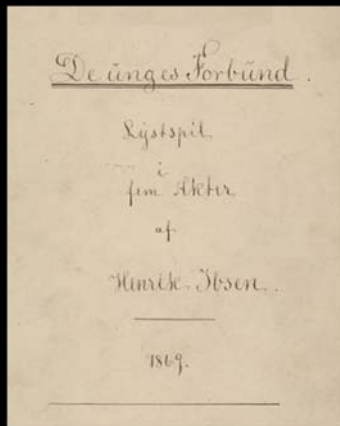 De unges Forbund.
Lystspil
i
fem Akter
af
Henrik Ibsen.
1869.